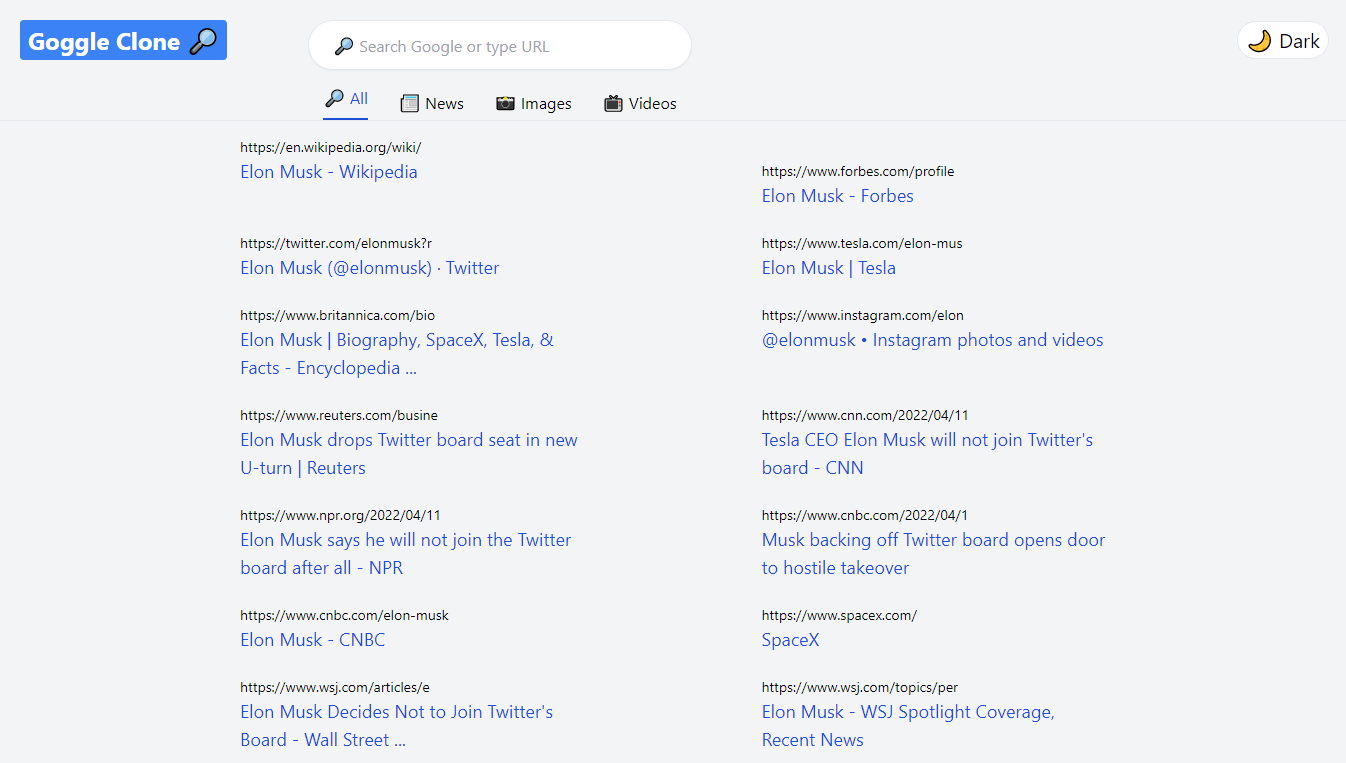 Goggle Clone 🔎
🔎 Search Google or type URL
🌙 Dark
🔎 All
📰 News
📸 Images
📺 Videos
https://en.wikipedia.org/wiki/
Elon Musk - Wikipedia
https://www.forbes.com/profile
Elon Musk - Forbes
https://twitter.com/elonmusk?r
Elon Musk (@elonmusk) · Twitter
https://www.tesla.com/elon-mus
Elon Musk | Tesla
https://www.britannica.com/bio
Elon Musk | Biography, SpaceX, Tesla, &
Facts - Encyclopedia ...
https://www.instagram.com/elon
@elonmusk • Instagram photos and videos
https://www.reuters.com/busine
Elon Musk drops Twitter board seat in new
U-turn | Reuters
https://www.cnn.com/2022/04/11
Tesla CEO Elon Musk will not join Twitter's
board - CNN
https://www.npr.org/2022/04/11
Elon Musk says he will not join the Twitter
board after all - NPR
https://www.cnbc.com/2022/04/1
Musk backing off Twitter board opens door
to hostile takeover
https://www.cnbc.com/elon-musk
Elon Musk - CNBC
https://www.spacex.com/
SpaceX
https://www.wsj.com/articles/e
Elon Musk Decides Not to Join Twitter's
Board - Wall Street ...
https://www.wsj.com/topics/per
Elon Musk - WSJ Spotlight Coverage,
Recent News